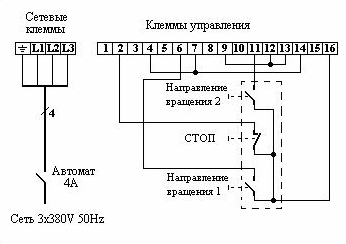 Сетевые
клеммы
L1 L2 L3
Клеммы управления
1 2 3 4 5 6 7 8 9 10 11 12 13 14 15 16
4
Автомат
4А
Сеть 3x380V 50Hz
Направление
вращения 2
СТОП
Направление
вращения 1